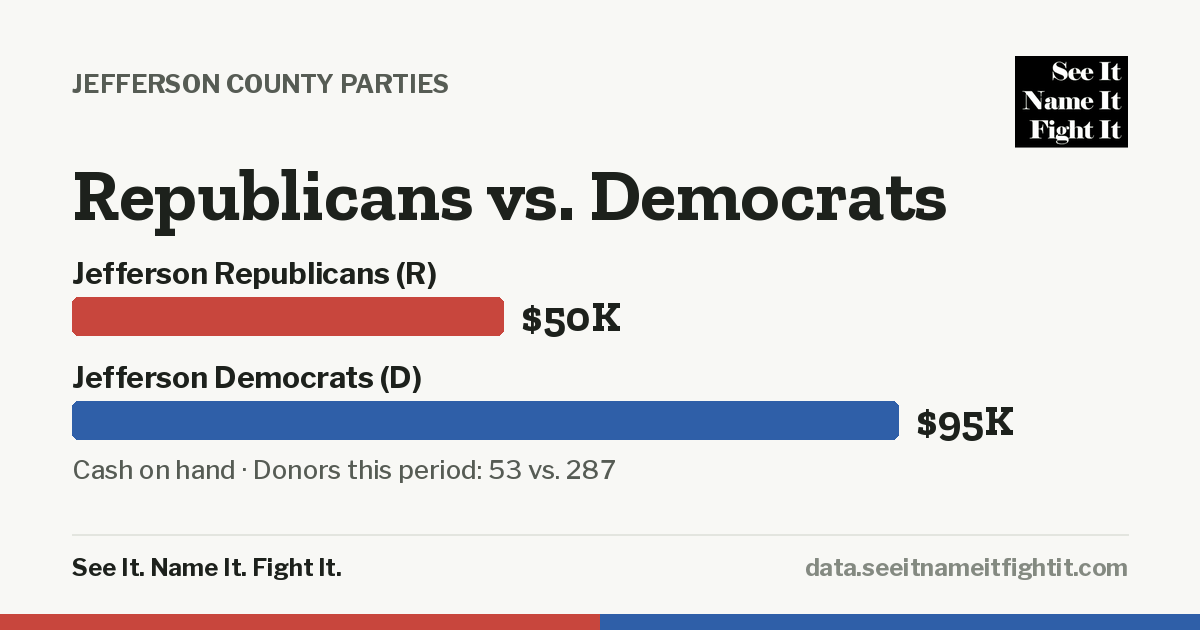 JEFFERSON COUNTY PARTIES
See It
Name It
Fight It
Republicans vs. Democrats
Jefferson Republicans (R)
$50K
Jefferson Democrats (D)
$95K
Cash on hand · Donors this period: 53 vs. 287
See It. Name It. Fight It.
data.seeitnameitfightit.com